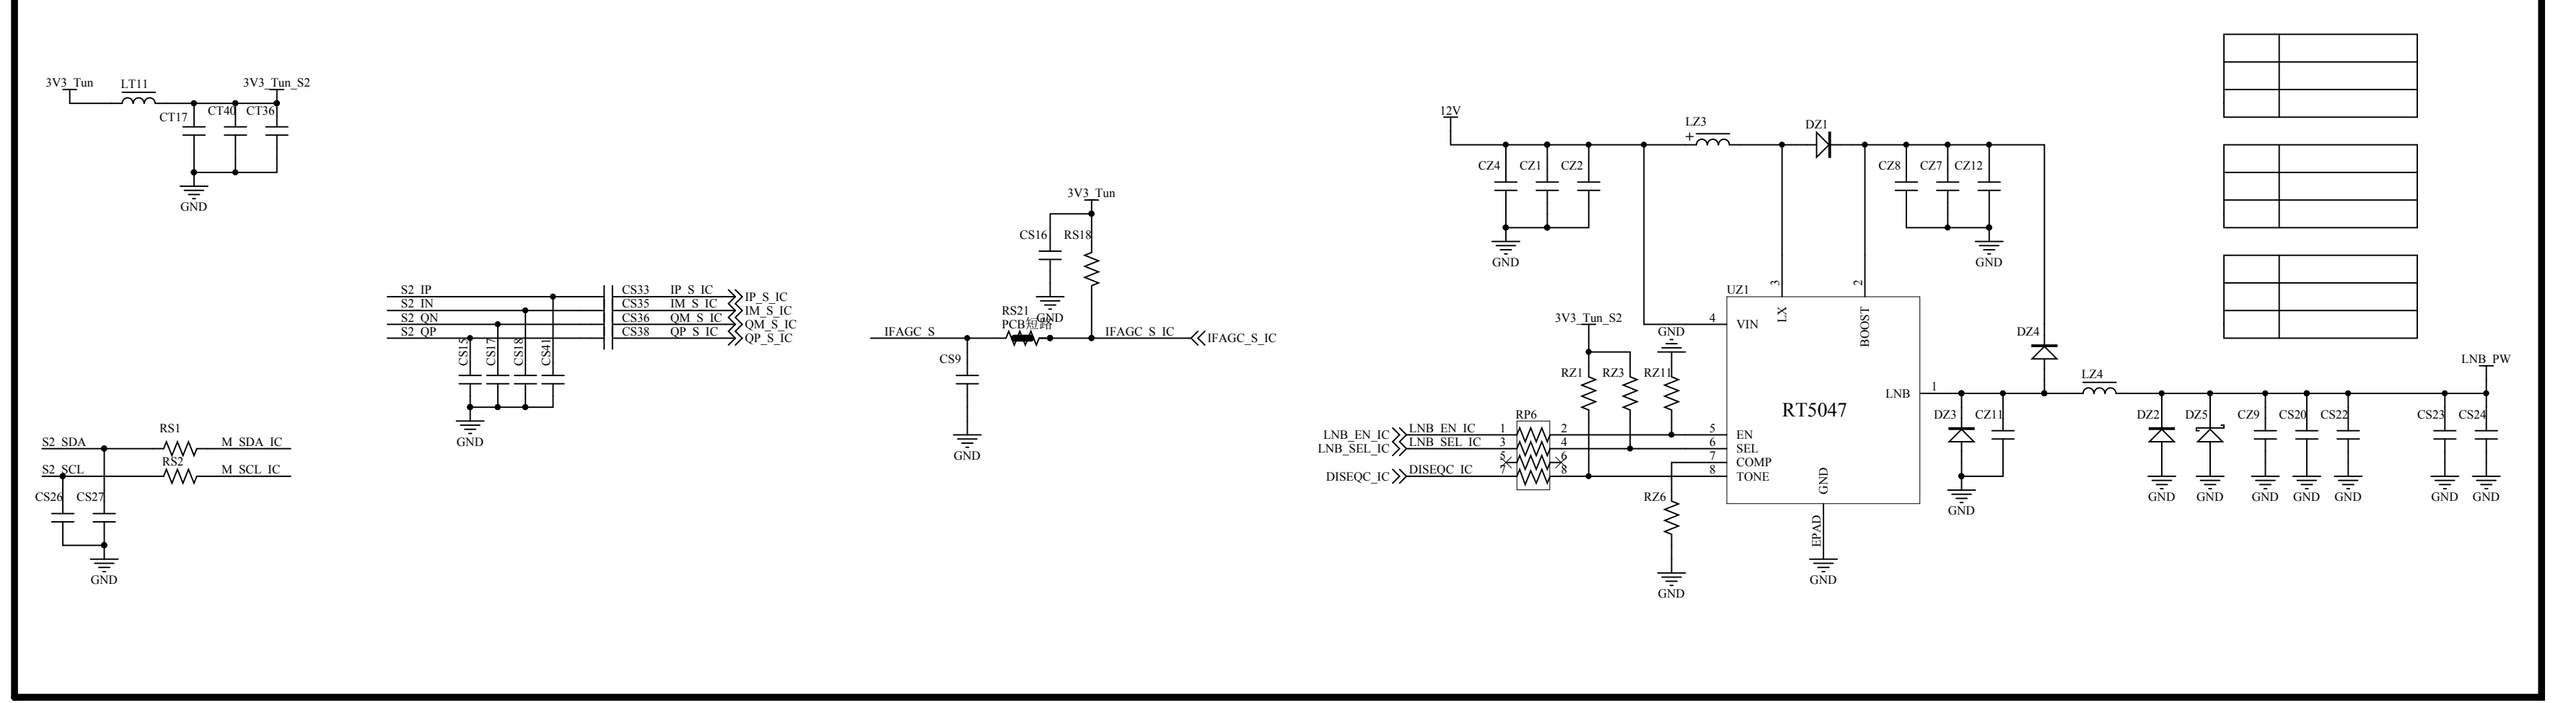 3V3_Tun
LT11
3V3_Tun_S2
CT17
CT40
CT36
GND
S2_IP
CS33
IP_S_IC
IP_S_IC
S2_IN
CS35
IM_S_IC
IM_S_IC
S2_QN
CS36
QM_S_IC
QM_S_IC
S2_QP
CS38
QP_S_IC
QP_S_IC
CS15
CS17
CS18
CS41
GND
S2_SDA
RS1
M_SDA_IC
S2_SCL
RS2
M_SCL_IC
CS26
CS27
GND
3V3_Tun
CS16
RS18
GND
RS21
PCB短路
IFAGC_S
IFAGC_S_IC
IFAGC_S_IC
CS9
GND
12V
LZ3
+
DZ1
CZ4
CZ1
CZ2
GND
CZ8
CZ7
CZ12
GND
UZ1
3
LX
2
BOOST
4
VIN
3V3_Tun_S2
GND
RZ1
RZ3
RZ11
RP6
LNB_EN_IC
LNB_EN_IC
1
2
5
EN
LNB_SEL_IC
LNB_SEL_IC
3
4
6
SEL
5
6
7
COMP
DISEQC_IC
DISEQC_IC
7
8
8
TONE
RZ6
GND
RT5047
LNB
1
GND
EPAD
GND
DZ4
LZ4
LNB_PW
DZ3
CZ11
GND
DZ2
DZ5
CZ9
CS20
CS22
CS23
CS24
GND
GND
GND
GND
GND
GND
GND